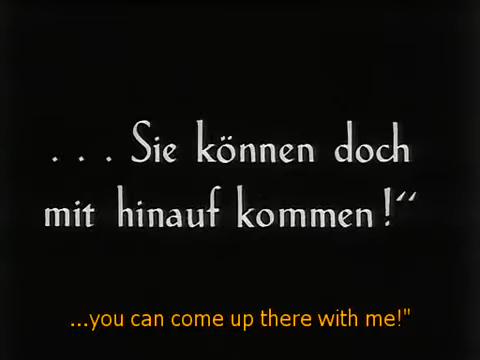 . . . Sie können doch
mit hinauf kommen!“
...you can come up there with me!"